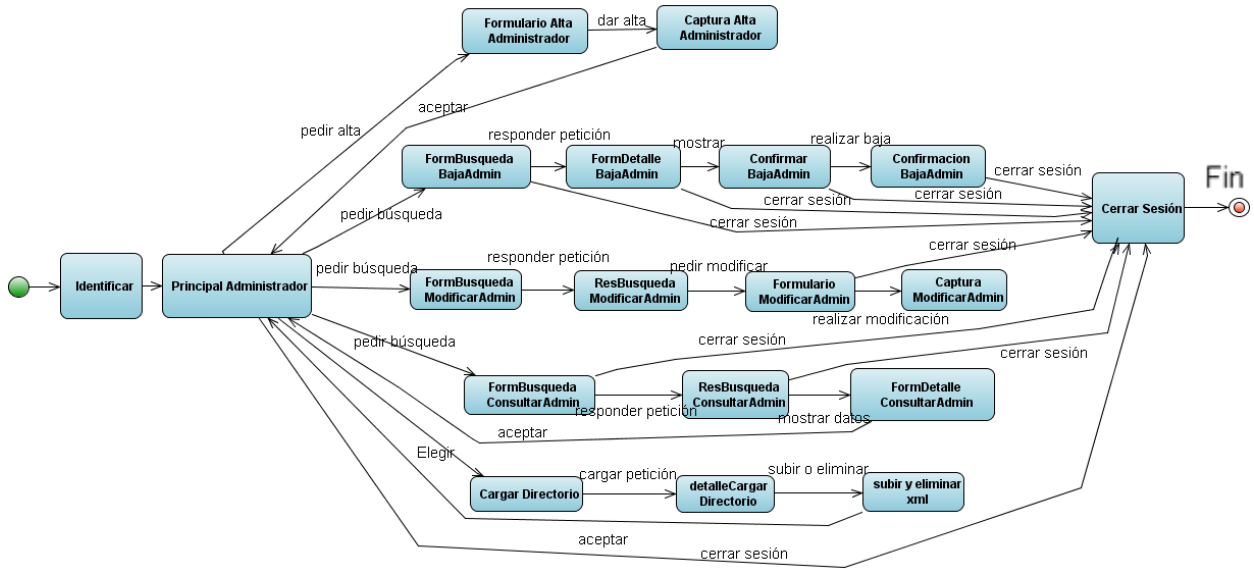 Formulario Alta
Administrador
dar alta
Captura Alta
Administrador
pedir alta
aceptar
responder petición
mostrar
realizar baja
FormBusqueda
BajaAdmin
FormDetalle
BajaAdmin
Confirmar
BajaAdmin
Confirmacion
BajaAdmin
cerrar sesión
cerrar sesión
cerrar sesión
cerrar sesión
Cerrar Sesión
Fin
pedir búsqueda
Identificar
Principal Administrador
pedir búsqueda
responder petición
pedir modificar
cerrar sesión
FormBusqueda
ModificarAdmin
ResBusqueda
ModificarAdmin
Formulario
ModificarAdmin
Captura
ModificarAdmin
realizar modificación
pedir búsqueda
cerrar sesión
cerrar sesión
FormBusqueda
ConsultarAdmin
ResBusqueda
ConsultarAdmin
FormDetalle
ConsultarAdmin
responder petición
mostrar datos
aceptar
Elegir
cargar petición
subir o eliminar
Cargar Directorio
detalleCargar
Directorio
subir y eliminar
xml
aceptar
cerrar sesión